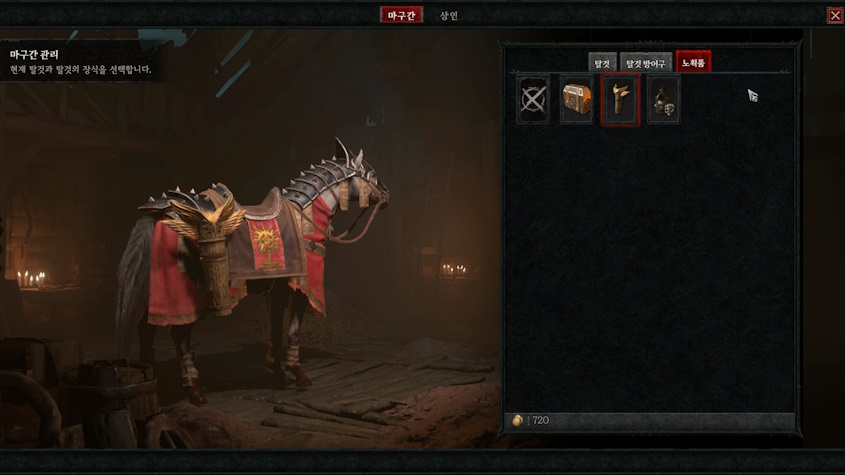 마구간
상인
마구간 관리
현재 탈것과 탈것의 장식을 선택합니다.
탈것
탈것 방어구
노획품
720